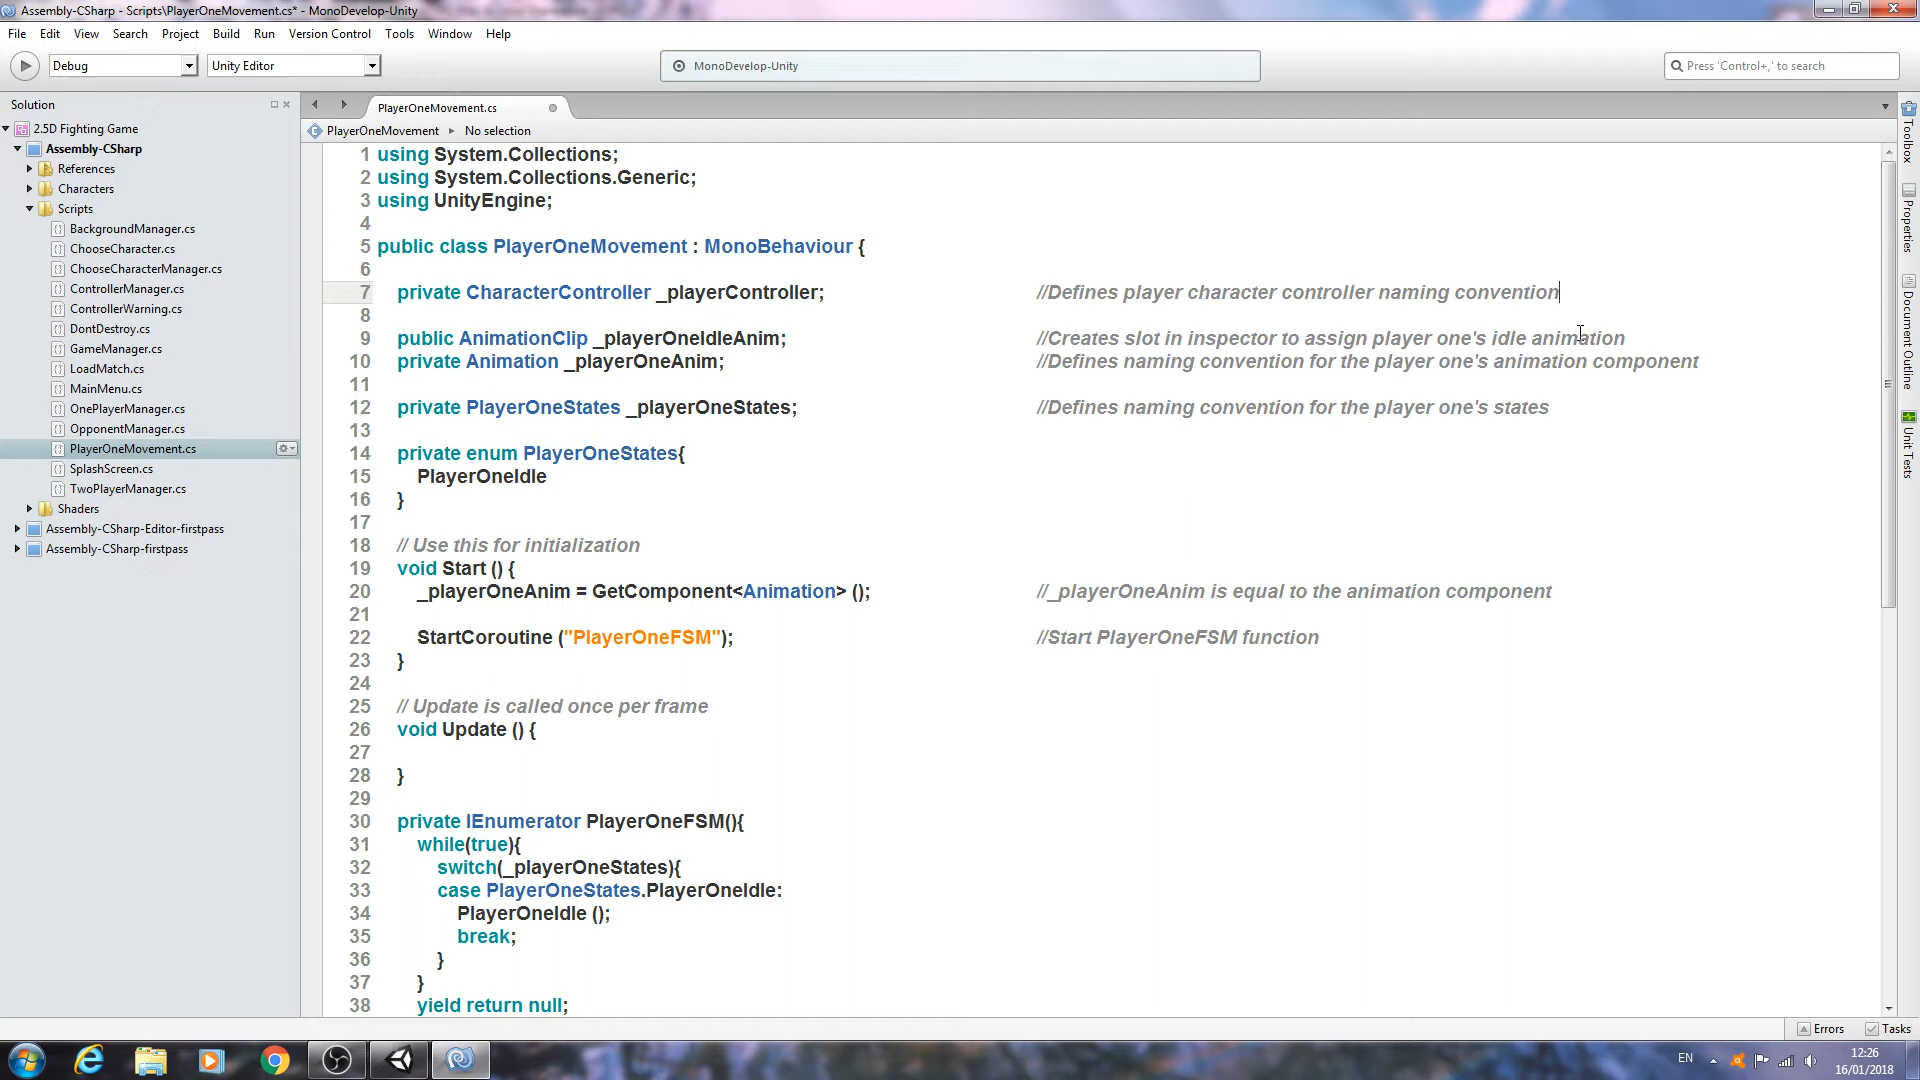 Assembly-CSharp - Scripts\PlayerOneMovement.cs* - MonoDevelop-Unity
File Edit View Search Project Build Run Version Control Tools Window Help
Debug Unity Editor MonoDevelop-Unity Press 'Control+,' to search
Solution
2.5D Fighting Game
Assembly-CSharp
References
Characters
Scripts
BackgroundManager.cs
ChooseCharacter.cs
ChooseCharacterManager.cs
ControllerManager.cs
ControllerWarning.cs
DontDestroy.cs
GameManager.cs
LoadMatch.cs
MainMenu.cs
OnePlayerManager.cs
OpponentManager.cs
PlayerOneMovement.cs
SplashScreen.cs
TwoPlayerManager.cs
Shaders
Assembly-CSharp-Editor-firstpass
Assembly-CSharp-firstpass
PlayerOneMovement.cs
PlayerOneMovement No selection
1 using System.Collections;
2 using System.Collections.Generic;
3 using UnityEngine;
4
5 public class PlayerOneMovement : MonoBehaviour {
6
7 private CharacterController _playerController; //Defines player character controller naming convention
8
9 public AnimationClip _playerOneIdleAnim; //Creates slot in inspector to assign player one's idle animation
10 private Animation _playerOneAnim; //Defines naming convention for the player one's animation component
11
12 private PlayerOneStates _playerOneStates; //Defines naming convention for the player one's states
13
14 private enum PlayerOneStates{
15 PlayerOneIdle
16 }
17
18 // Use this for initialization
19 void Start () {
20 _playerOneAnim = GetComponent<Animation> (); //_playerOneAnim is equal to the animation component
21
22 StartCoroutine ("PlayerOneFSM"); //Start PlayerOneFSM function
23 }
24
25 // Update is called once per frame
26 void Update () {
27
28 }
29
30 private IEnumerator PlayerOneFSM(){
31 while(true){
32 switch(_playerOneStates){
33 case PlayerOneStates.PlayerOneIdle:
34 PlayerOneIdle ();
35 break;
36 }
37 }
38 yield return null;
Toolbox
Properties
Document Outline
Unit Tests
Errors Tasks
EN
12:26
16/01/2018